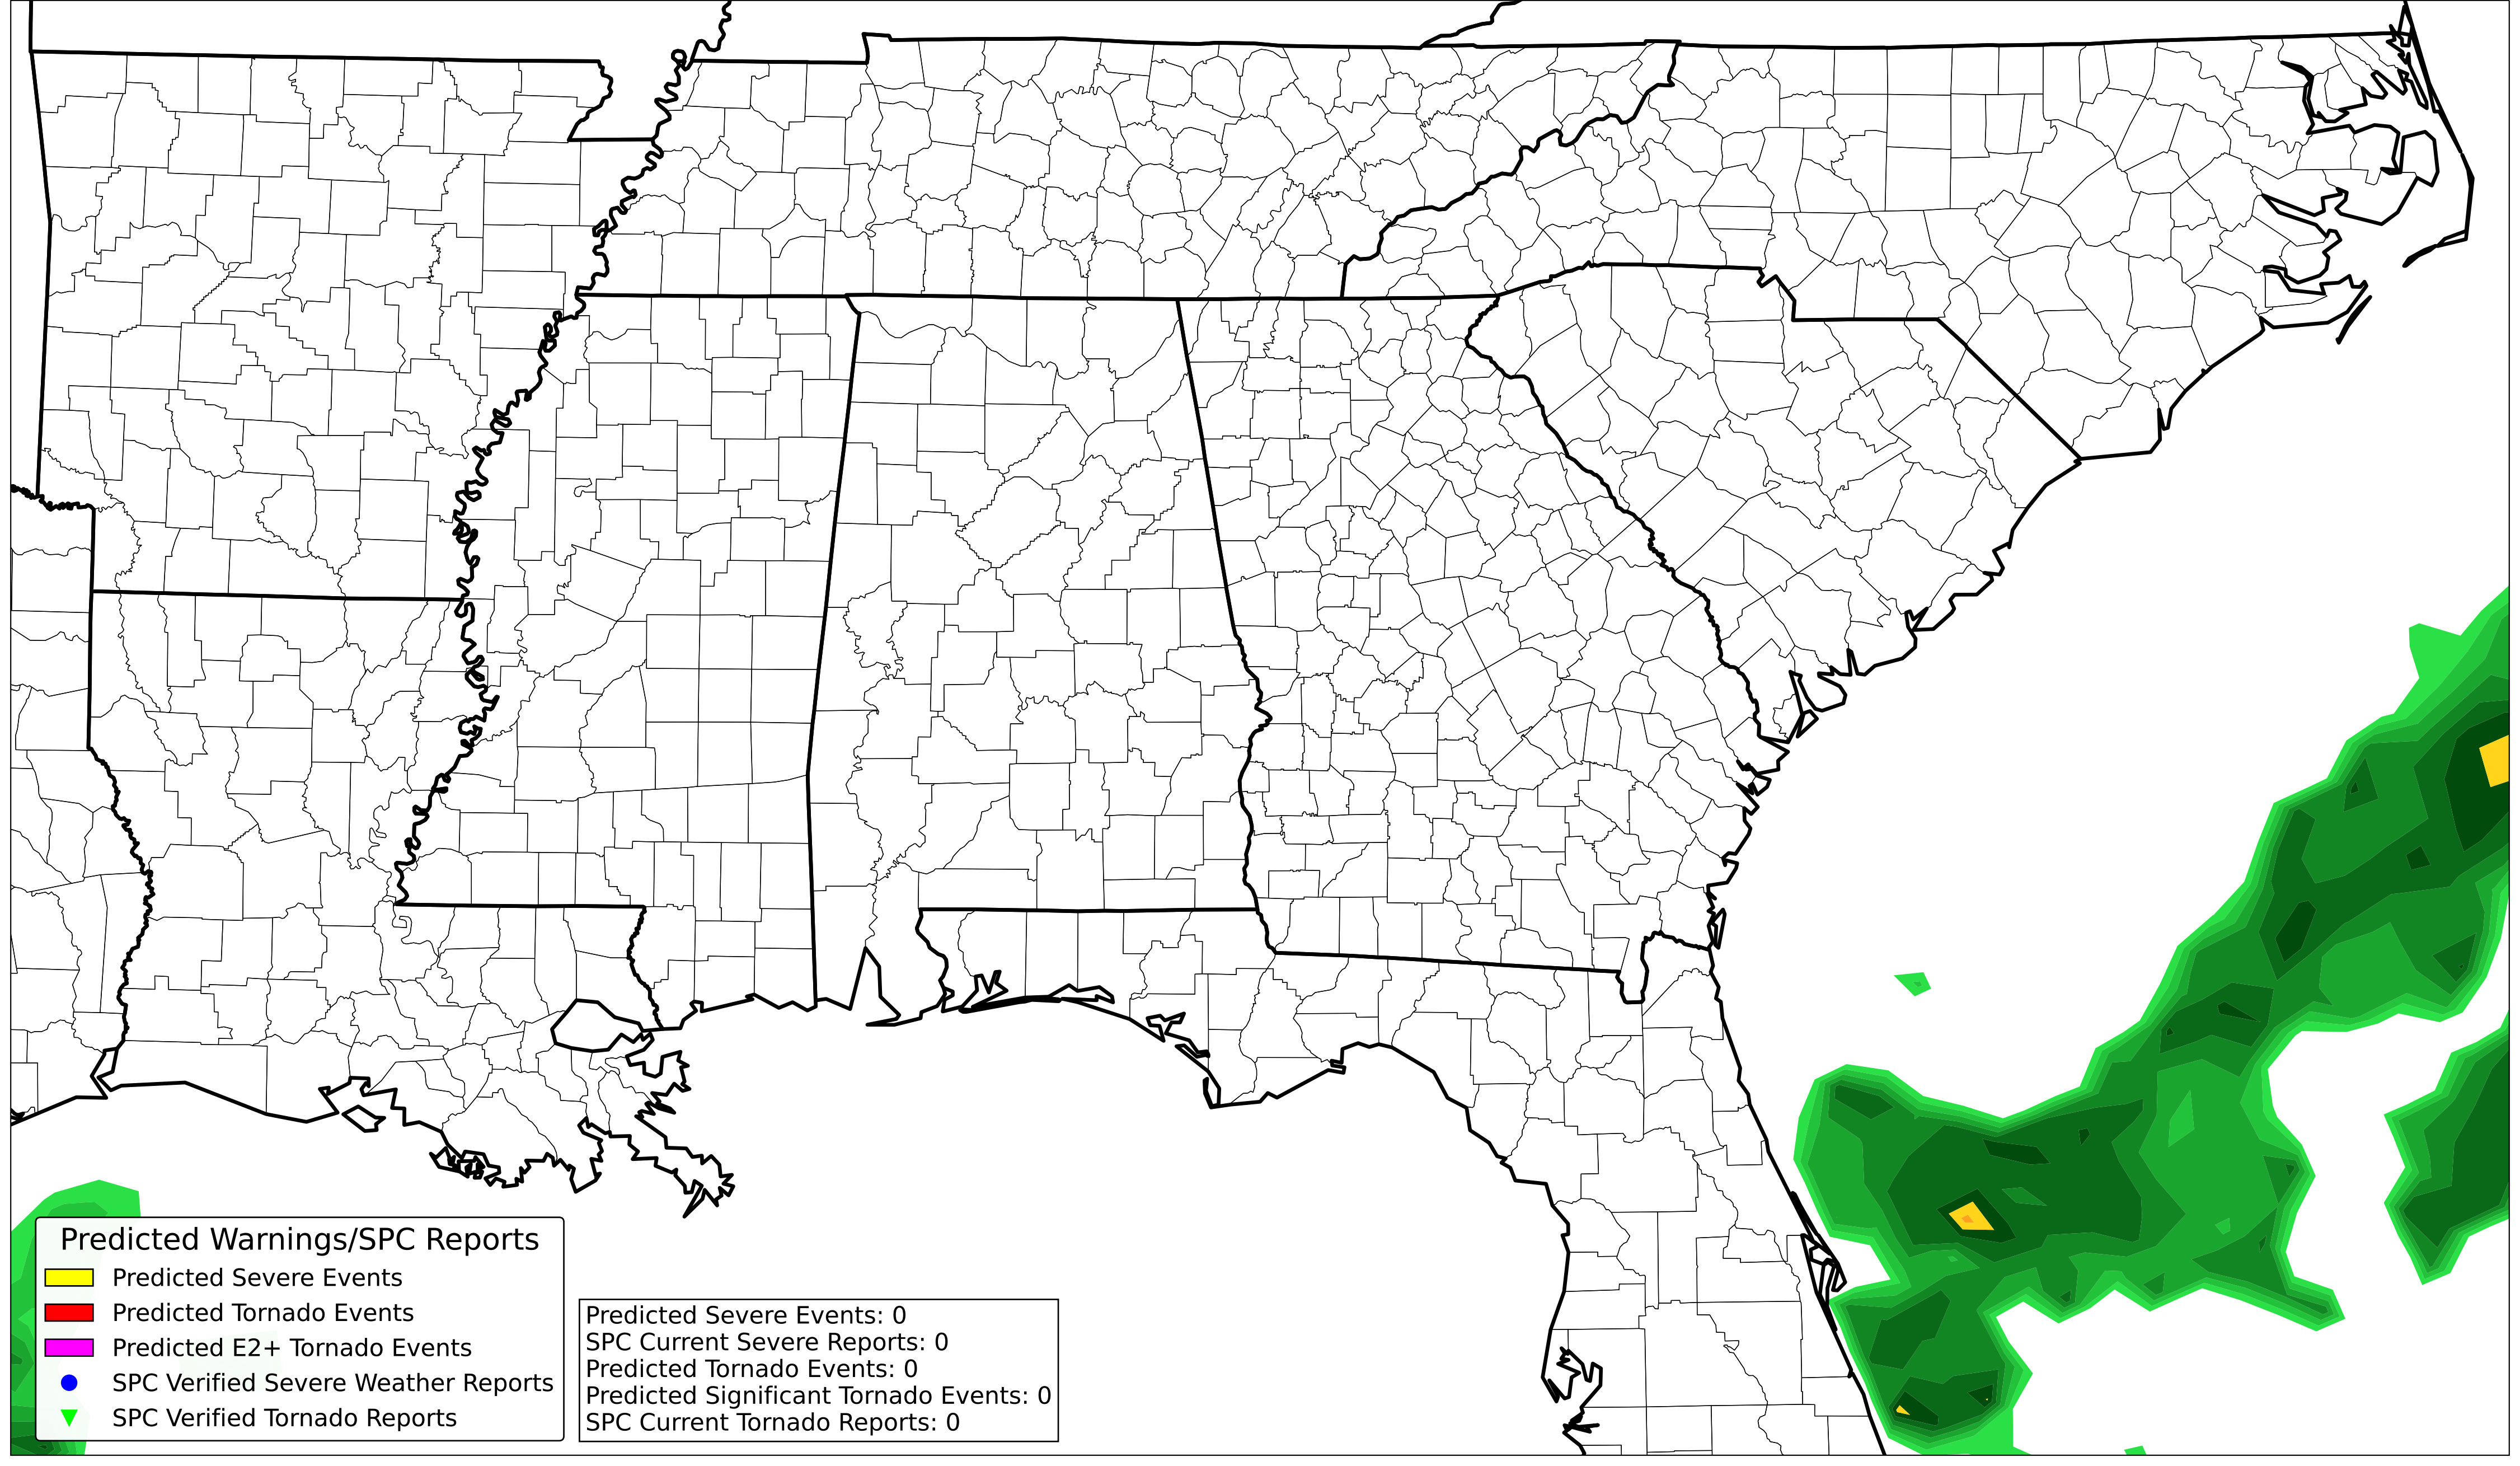 Predicted Warnings/SPC Reports
Predicted Severe Events
Predicted Tornado Events
Predicted E2+ Tornado Events
SPC Verified Severe Weather Reports
SPC Verified Tornado Reports
Predicted Severe Events: 0
SPC Current Severe Reports: 0
Predicted Tornado Events: 0
Predicted Significant Tornado Events: 0
SPC Current Tornado Reports: 0